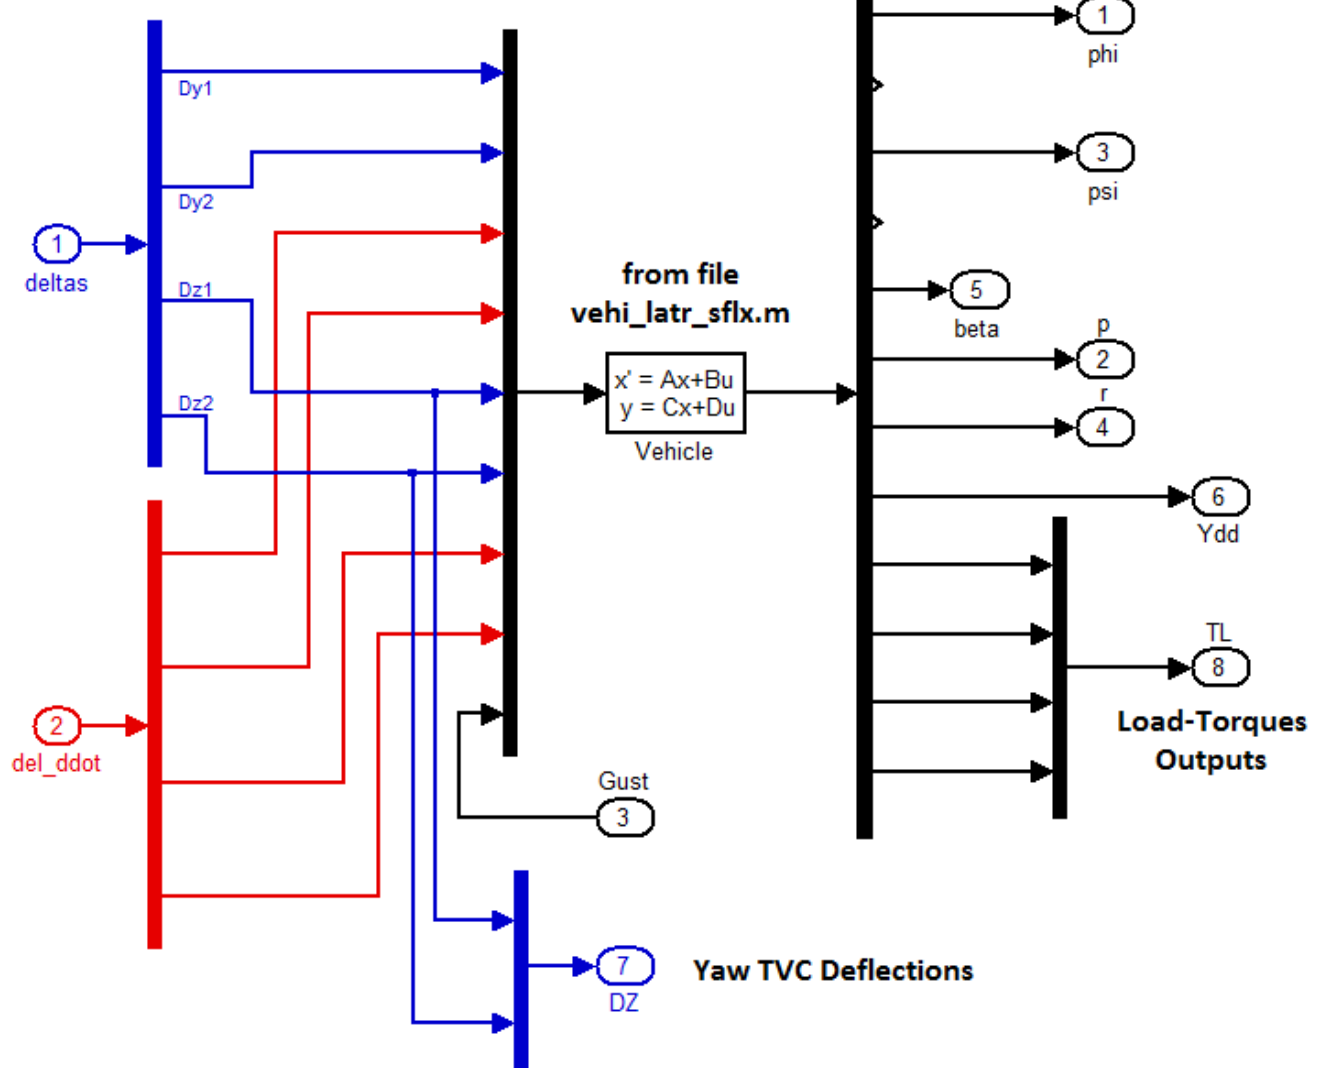 1
phi
Dy1
3
psi
Dy2
1
deltas
Dz1
from file
vehi_latr_sflx.m
5
beta
p
2
r
4
x' = Ax+Bu
y = Cx+Du
Vehicle
Dz2
6
Ydd
TL
8
Load-Torques
Outputs
2
del_ddot
Gust
3
7
DZ
Yaw TVC Deflections